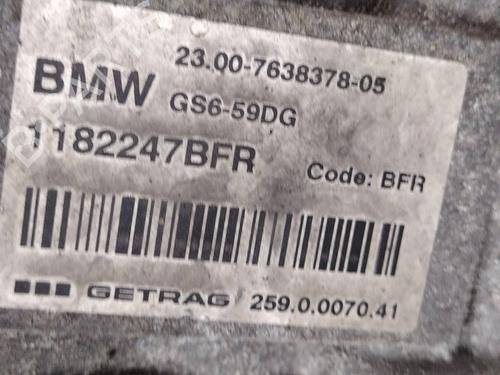 23.00-7638378-05
BMW GS6-59DG
1182247BFR Code: BFR
GETRAG 259.0.0070.41